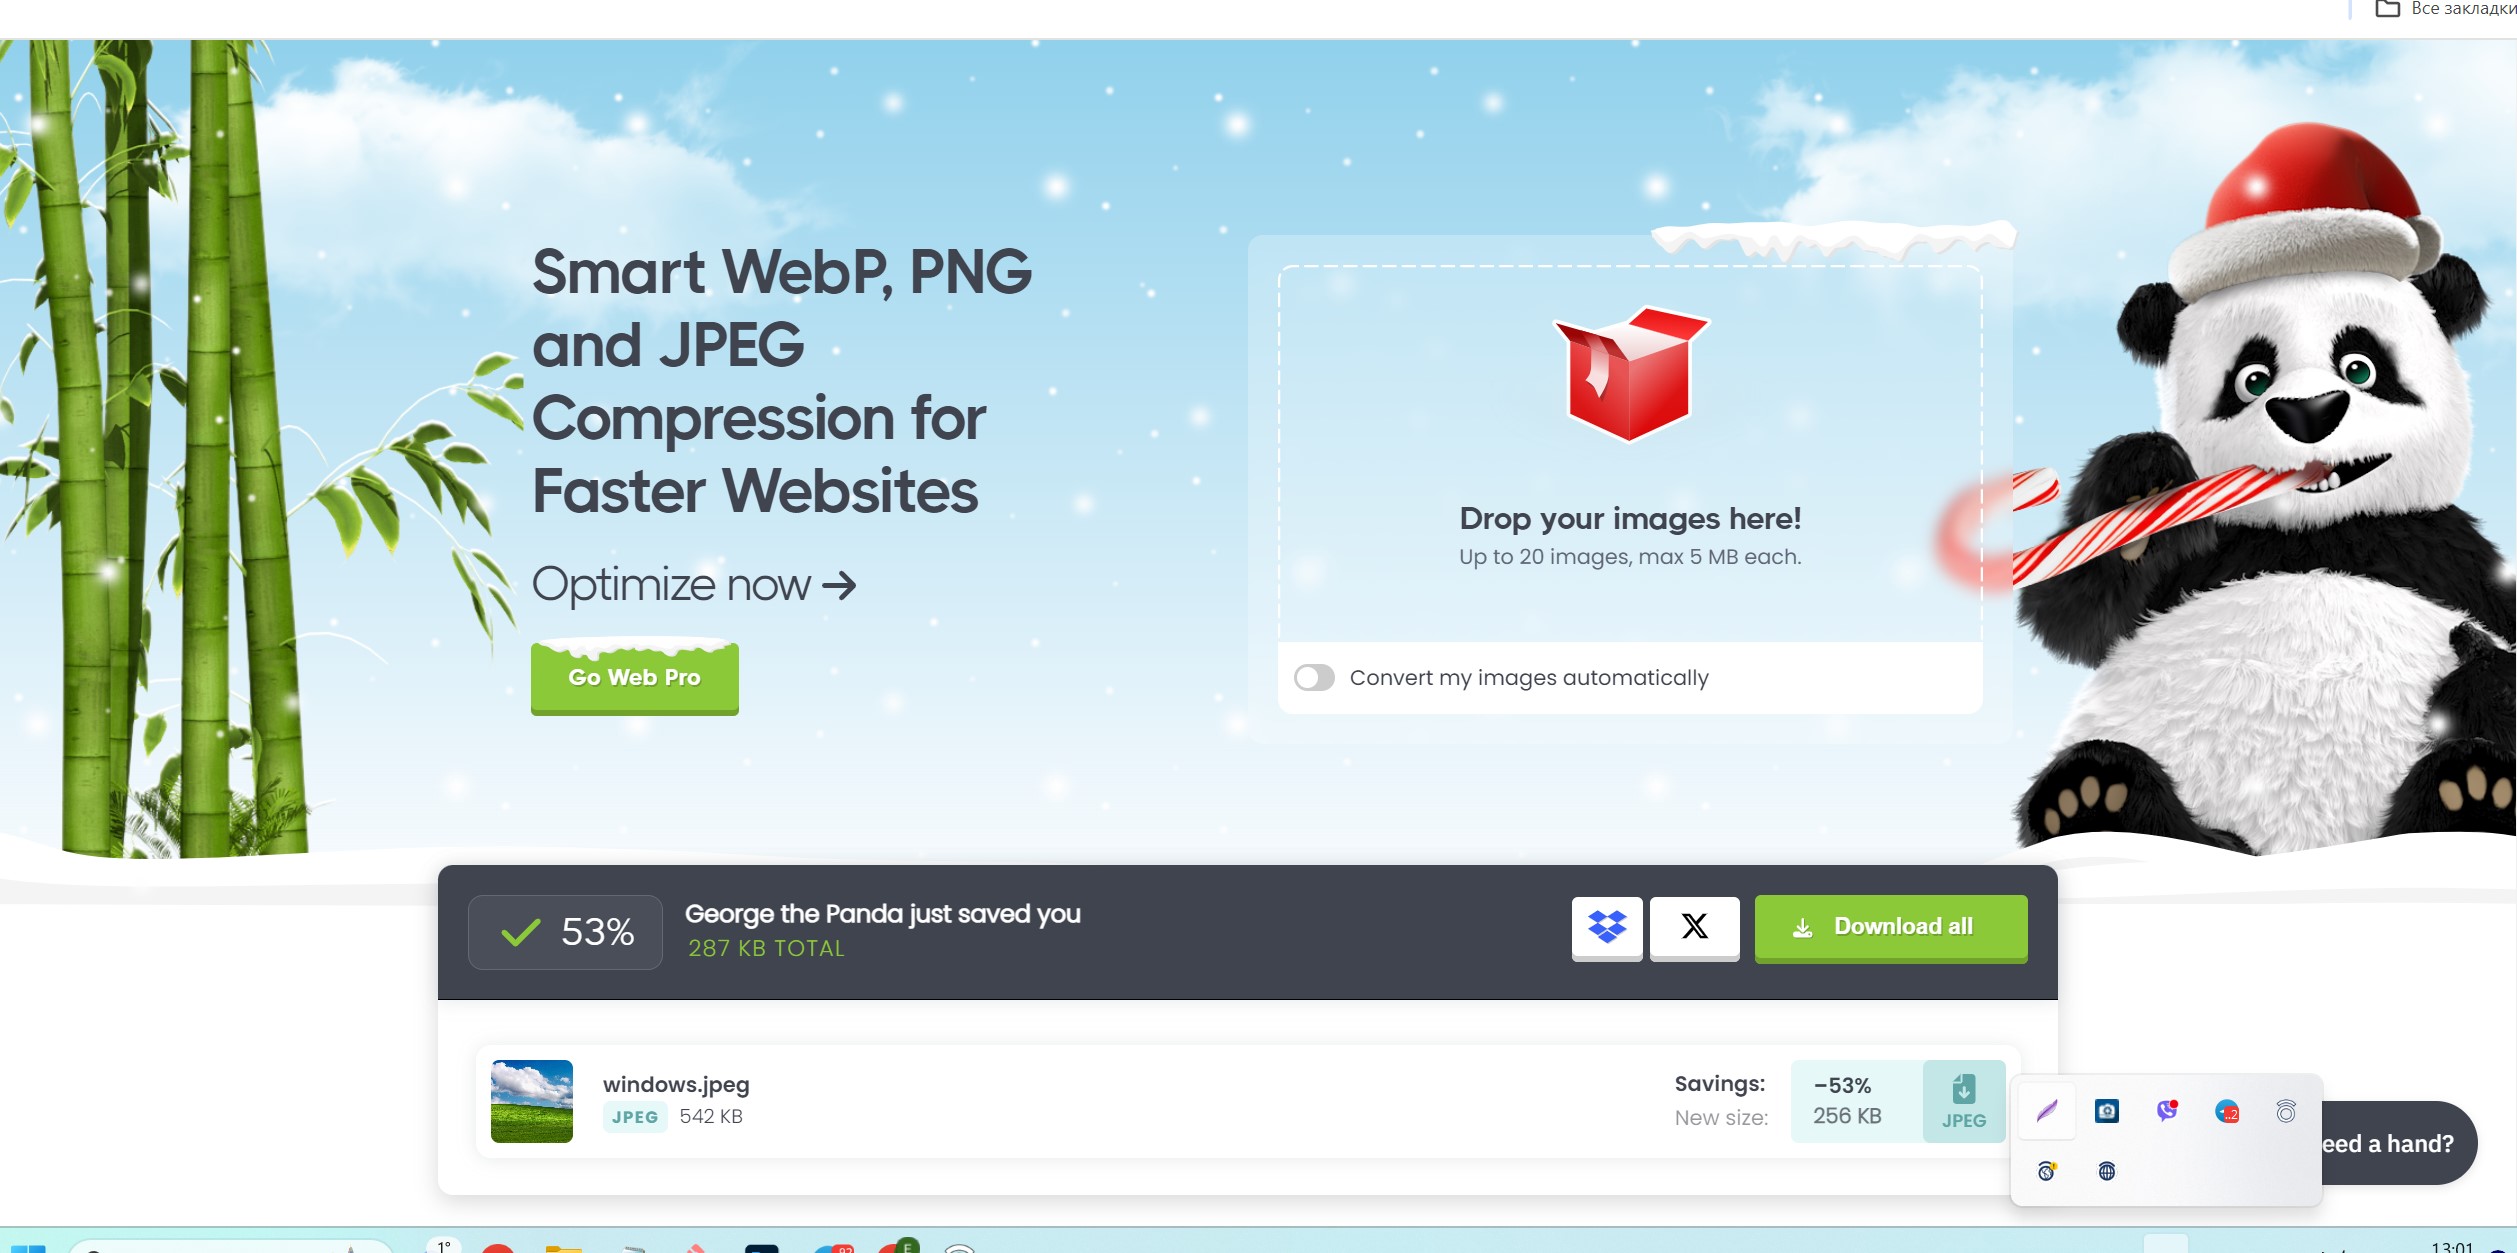 Все закладки
Smart WebP, PNG
and JPEG
Compression for
Faster Websites
Optimize now
Go Web Pro
Drop your images here!
Up to 20 images, max 5 MB each.
Convert my images automatically
53%
George the Panda just saved you
287 KB TOTAL
Download all
windows.jpeg
JPEG 542 KB
Savings: −53%
New size: 256 KB
JPEG
..2
eed a hand?
1°
92
E
13:01